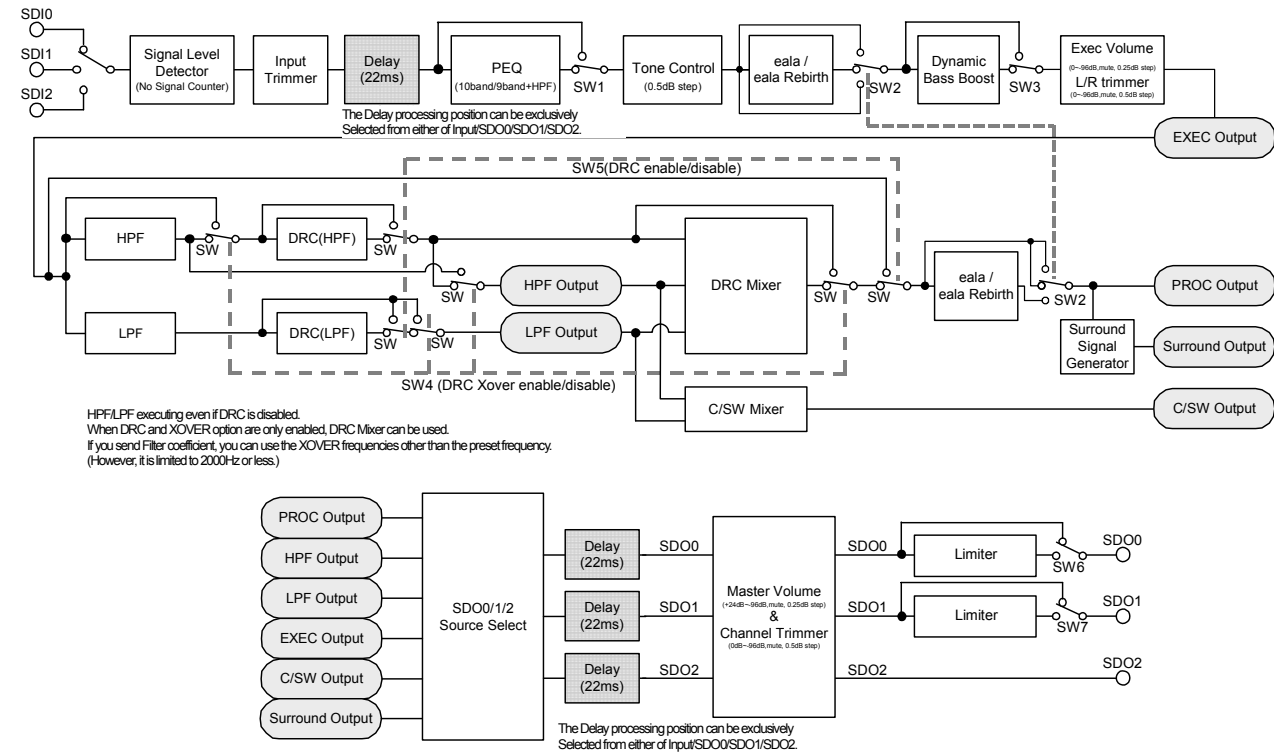 SDI0
SDI1
SDI2
Signal Level
Detector
(No Signal Counter)
Input
Trimmer
Delay
(22ms)
The Delay processing position can be exclusively
Selected from either of Input/SDO0/SDO1/SDO2.
PEQ
(10band/9band+HPF)
SW1
Tone Control
(0.5dB step)
eala /
eala Rebirth
SW2
Dynamic
Bass Boost
SW3
Exec Volume
(0~-96dB,mute, 0.25dB step)
L/R trimmer
(0~-96dB,mute, 0.5dB step)
EXEC Output
SW5(DRC enable/disable)
HPF
SW
DRC(HPF)
SW
SW
HPF Output
DRC Mixer
SW
SW
eala /
eala Rebirth
SW2
PROC Output
LPF
DRC(LPF)
SW
SW
LPF Output
Surround
Signal
Generator
Surround Output
SW4 (DRC Xover enable/disable)
C/SW Mixer
C/SW Output
HPF/LPF executing even if DRC is disabled.
When DRC and XOVER option are only enabled, DRC Mixer can be used.
If you send Filter coefficient, you can use the XOVER frequencies other than the preset frequency.
(However, it is limited to 2000Hz or less.)
PROC Output
HPF Output
LPF Output
EXEC Output
C/SW Output
Surround Output
SDO0/1/2
Source Select
Delay
(22ms)
Delay
(22ms)
Delay
(22ms)
The Delay processing position can be exclusively
Selected from either of Input/SDO0/SDO1/SDO2.
SDO0
SDO1
SDO2
Master Volume
(+24dB~-96dB,mute, 0.25dB step)
&
Channel Trimmer
(0dB~-96dB,mute, 0.5dB step)
SDO0
SDO1
SDO2
Limiter
SW6
SDO0
Limiter
SW7
SDO1
SDO2